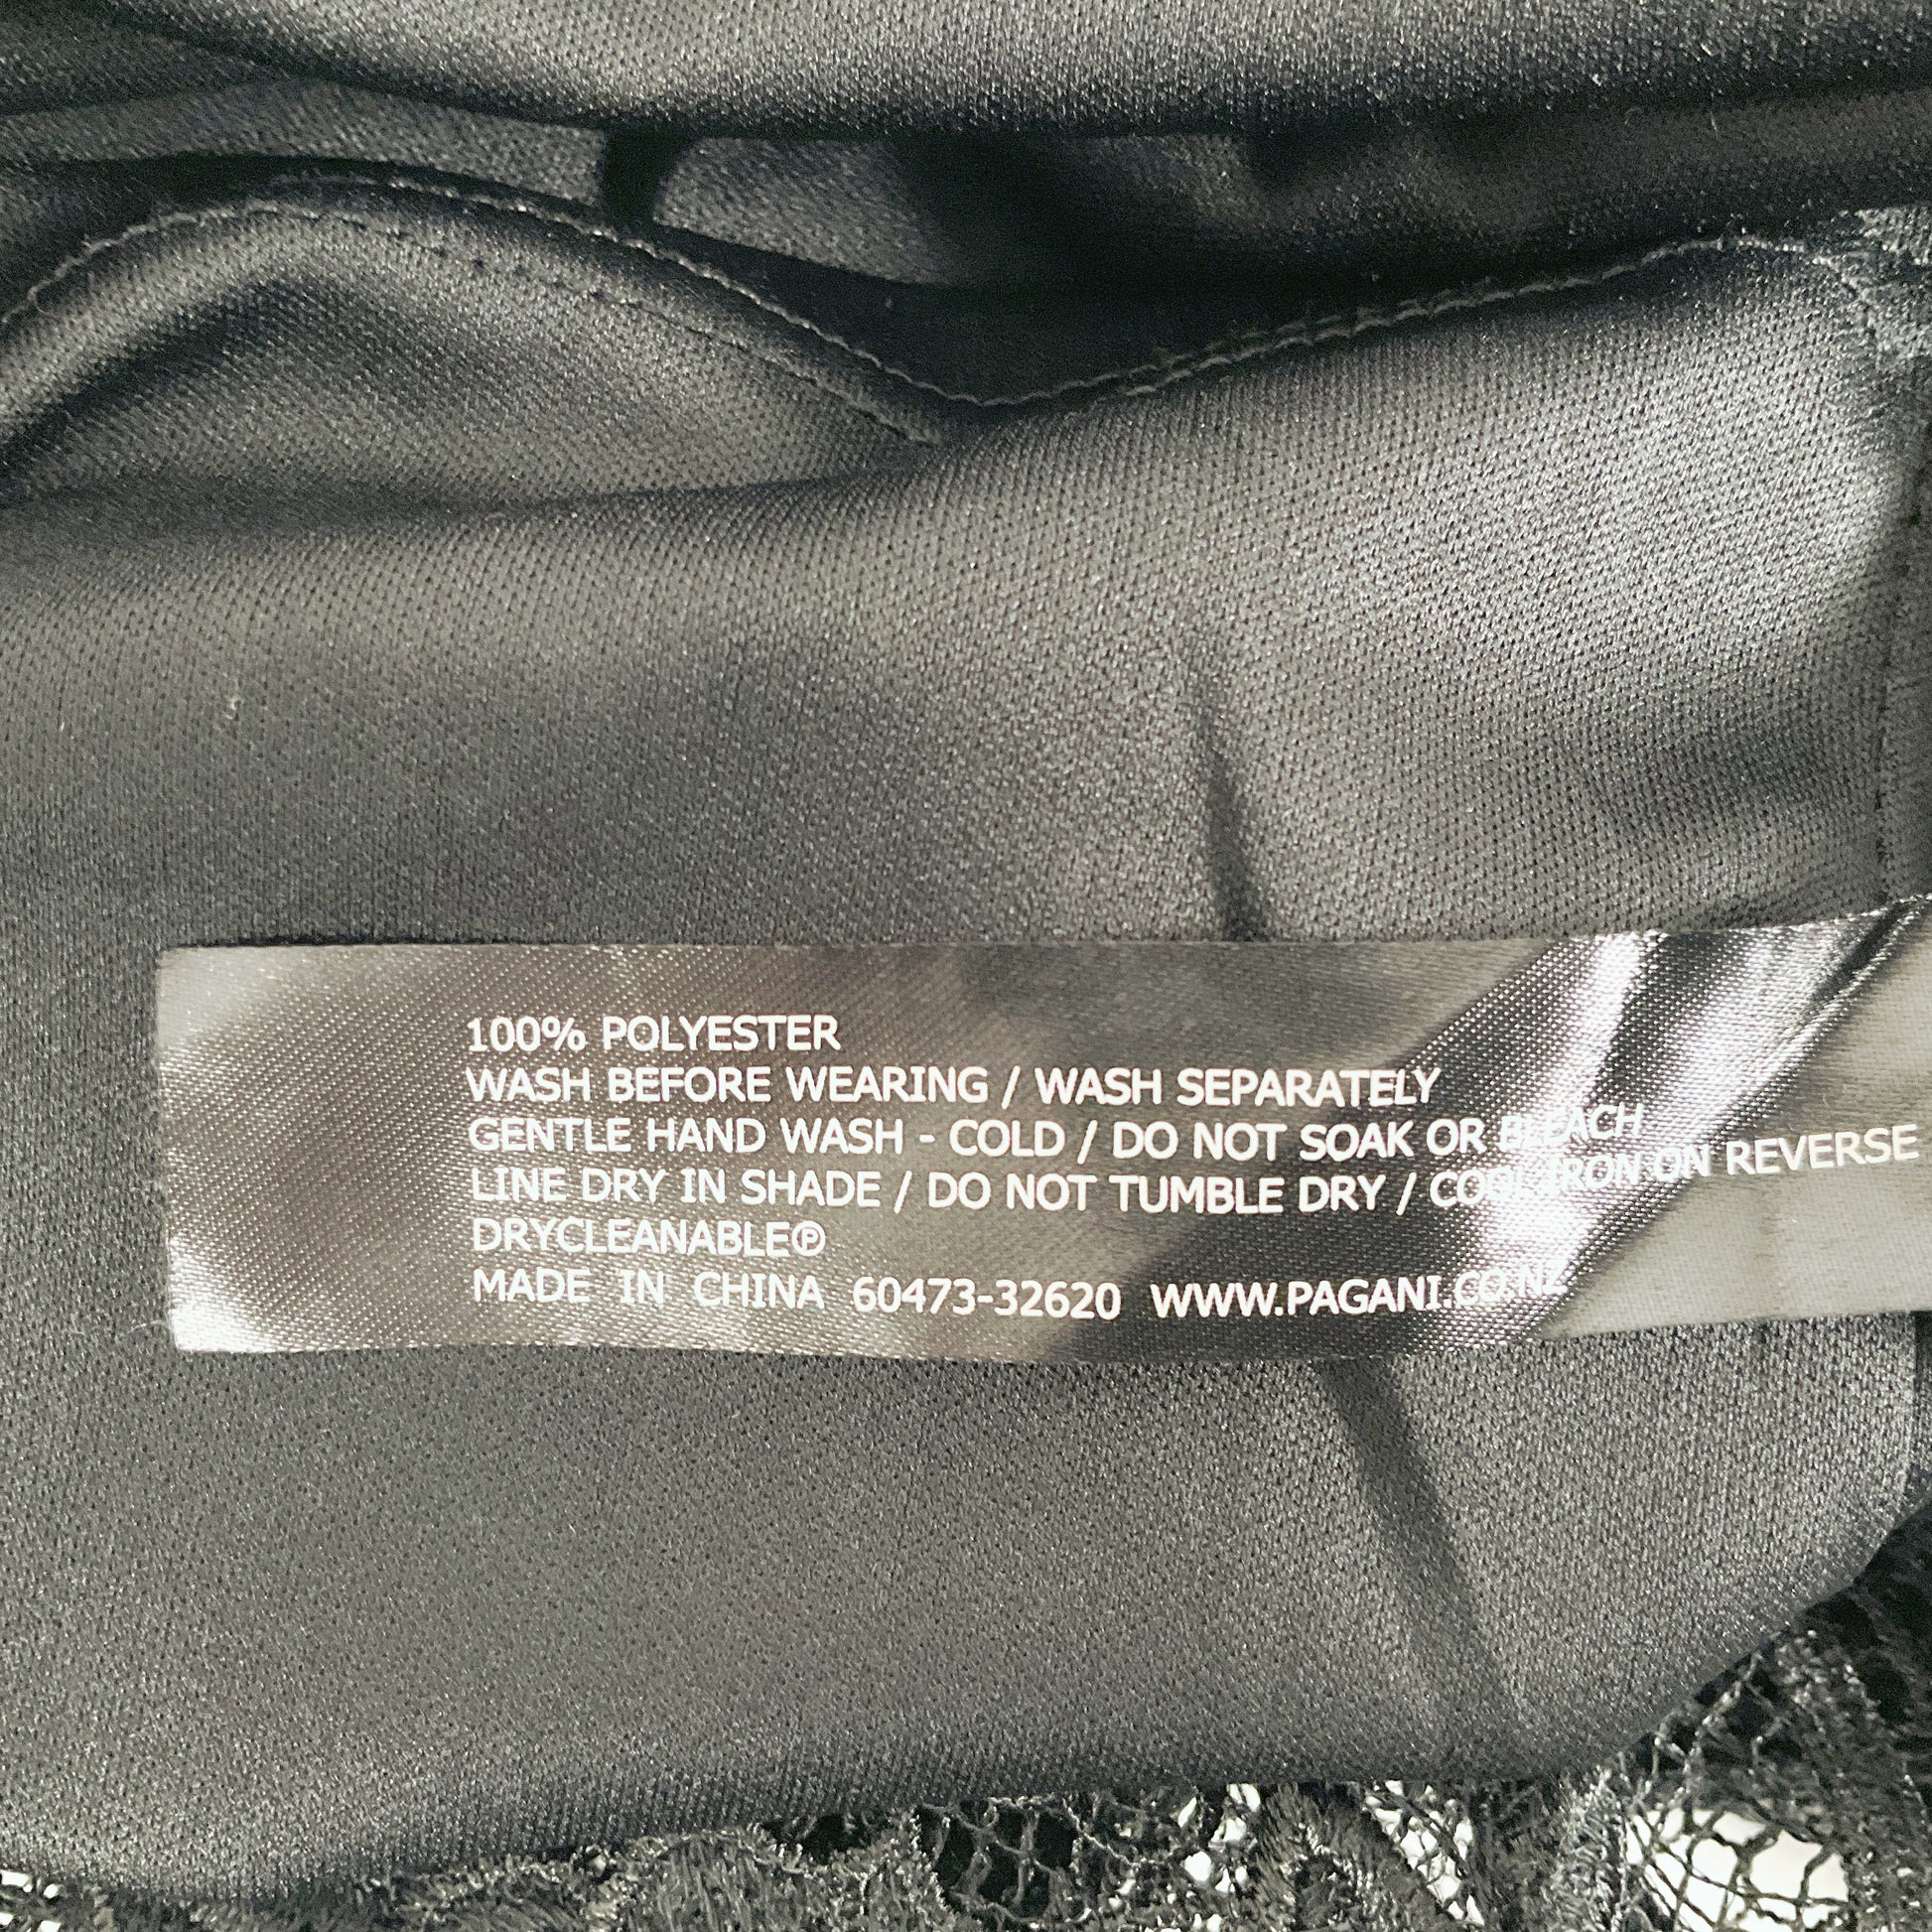 100% POLYESTER
WASH BEFORE WEARING / WASH SEPARATELY
GENTLE HAND WASH - COLD / DO NOT SOAK OR BLEACH
LINE DRY IN SHADE / DO NOT TUMBLE DRY / COOL IRON ON REVERSE
DRYCLEANABLEⓅ
MADE IN CHINA 60473-32620 WWW.PAGANI.CO.NZ